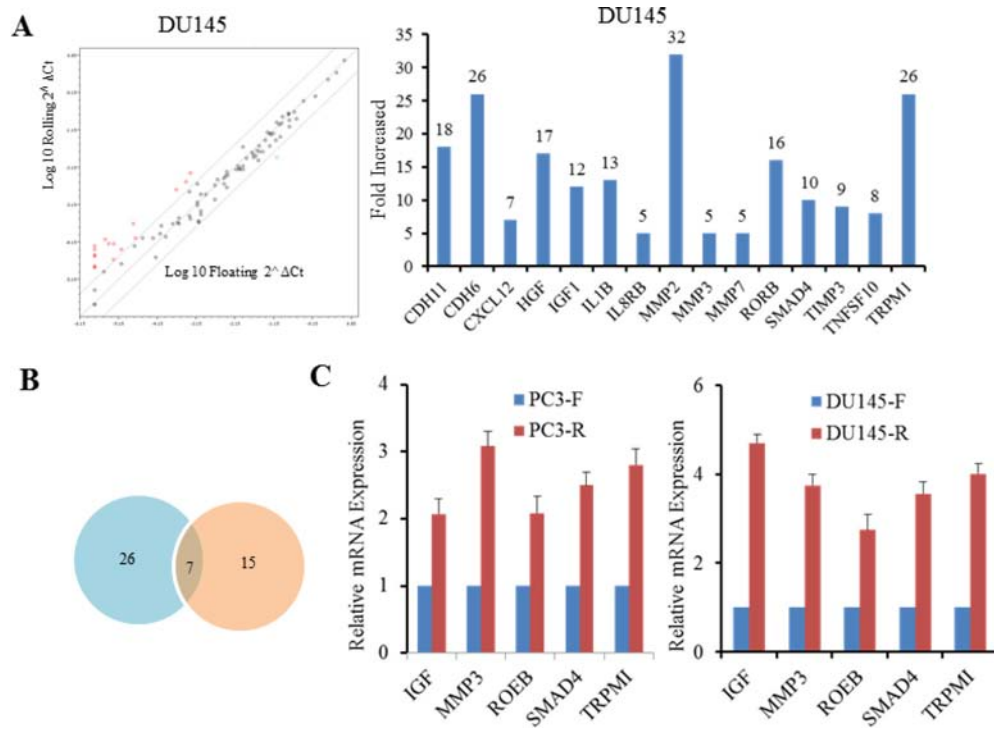 A
DU145
Log 10 Rolling 2^ ΔCt
Log 10 Floating 2^ ΔCt
DU145
Fold Increased
35
30
25
20
15
10
5
0
18
26
7
17
12
13
5
32
5
5
16
10
9
8
26
CDH11
CDH6
CXCL12
HGF
IGF1
IL1B
IL8RB
MMP2
MMP3
MMP7
RORB
SMAD4
TIMP3
TNFSF10
TRPM1
B
26
7
15
C
Relative mRNA Expression
4
3
2
1
0
PC3-F
PC3-R
IGF
MMP3
ROEB
SMAD4
TRPMI
Relative mRNA Expression
6
4
2
0
DU145-F
DU145-R
IGF
MMP3
ROEB
SMAD4
TRPMI